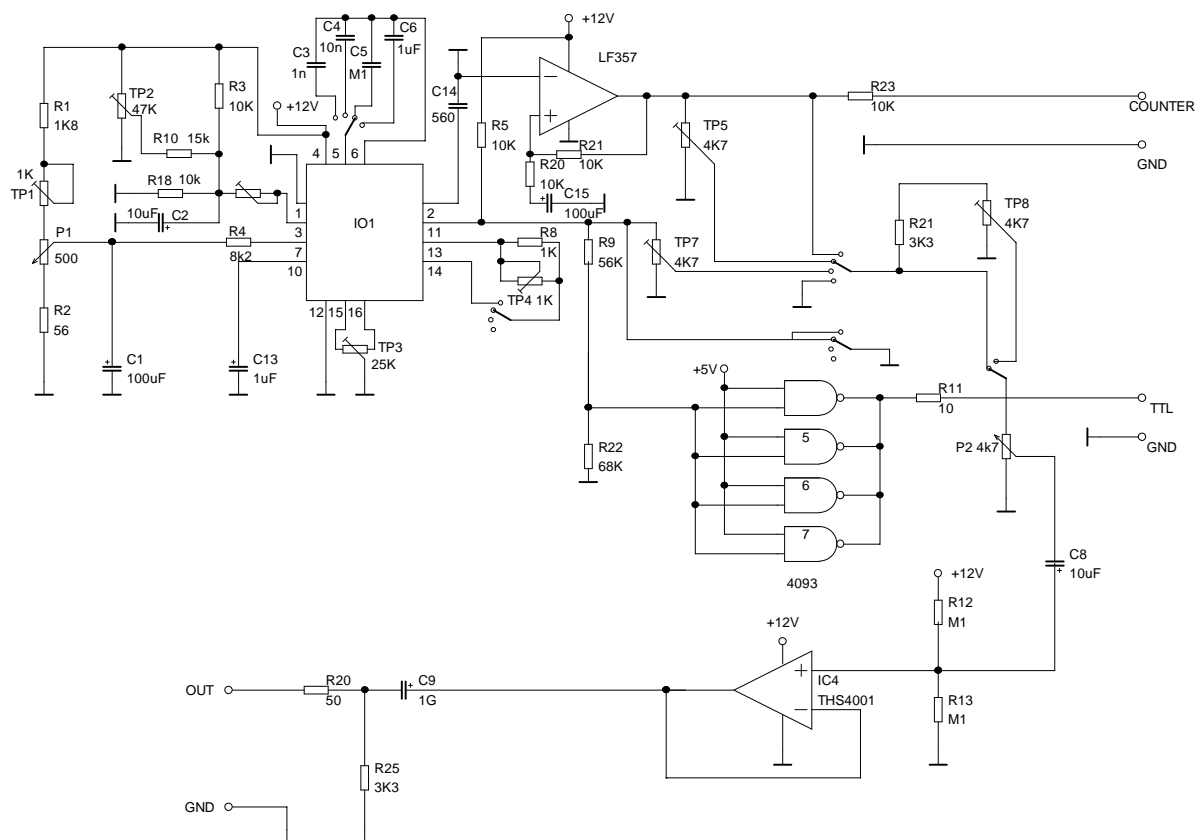 +12V
C4
10n
C6
1uF
C3
1n
C5
M1
LF357
C14
560
R23
10K
COUNTER
TP2
47K
R3
10K
+12V
R1
1K8
R5
10K
R21
10K
TP5
4K7
R10 15k
GND
4
5
6
R20
10K
1K
TP1
R18 10k
C15
100uF
10uF C2
1
2
IO1
R21
3K3
TP8
4K7
P1
500
R4
8k2
3
11
R8
1K
R9
56K
TP7
4K7
7
13
10
14
TP4 1K
R2
56
12 15 16
TP3
25K
C1
100uF
C13
1uF
+5V
R11
10
TTL
5
P2 4k7
GND
R22
68K
6
7
C8
10uF
4093
+12V
R12
M1
+12V
IC4
THS4001
OUT
R20
50
C9
1G
R13
M1
R25
3K3
GND